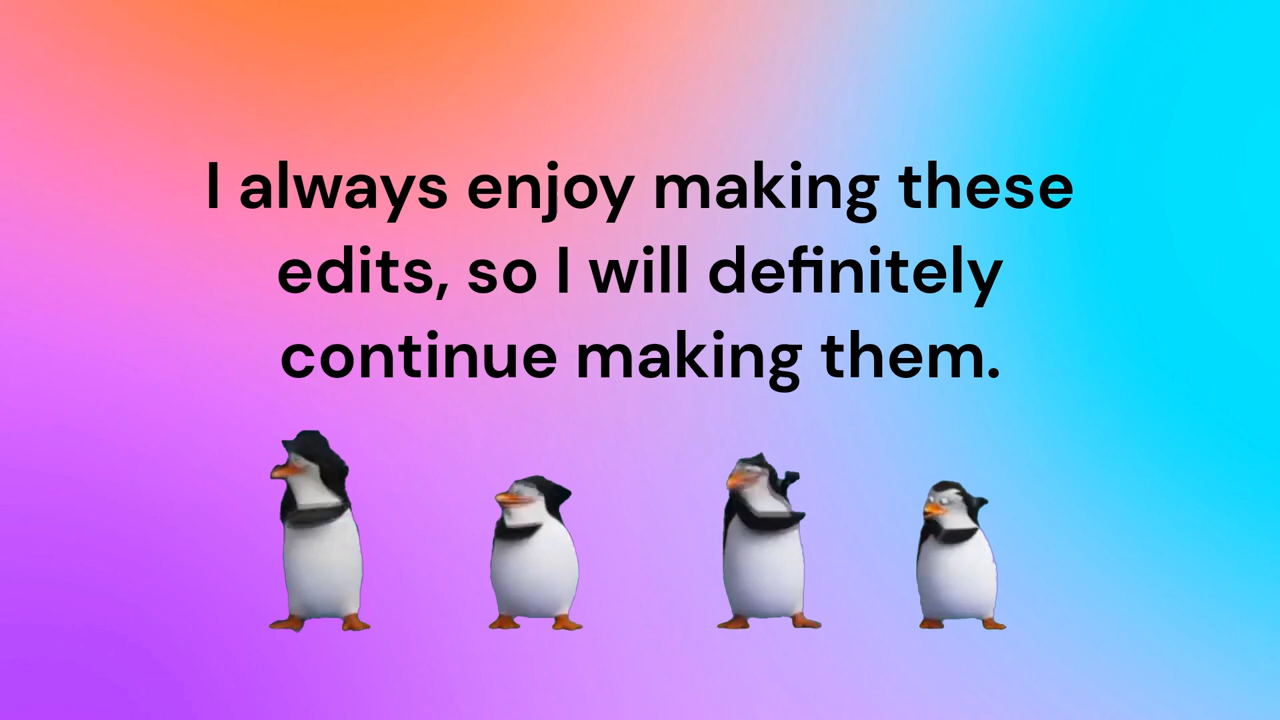 I always enjoy making these
edits, so I will definitely
continue making them.